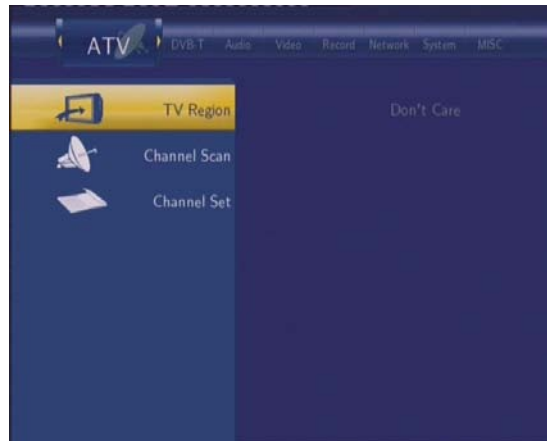 ATV DVB-T Audio Video Record Network System MISC
TV Region Don't Care
Channel Scan
Channel Set